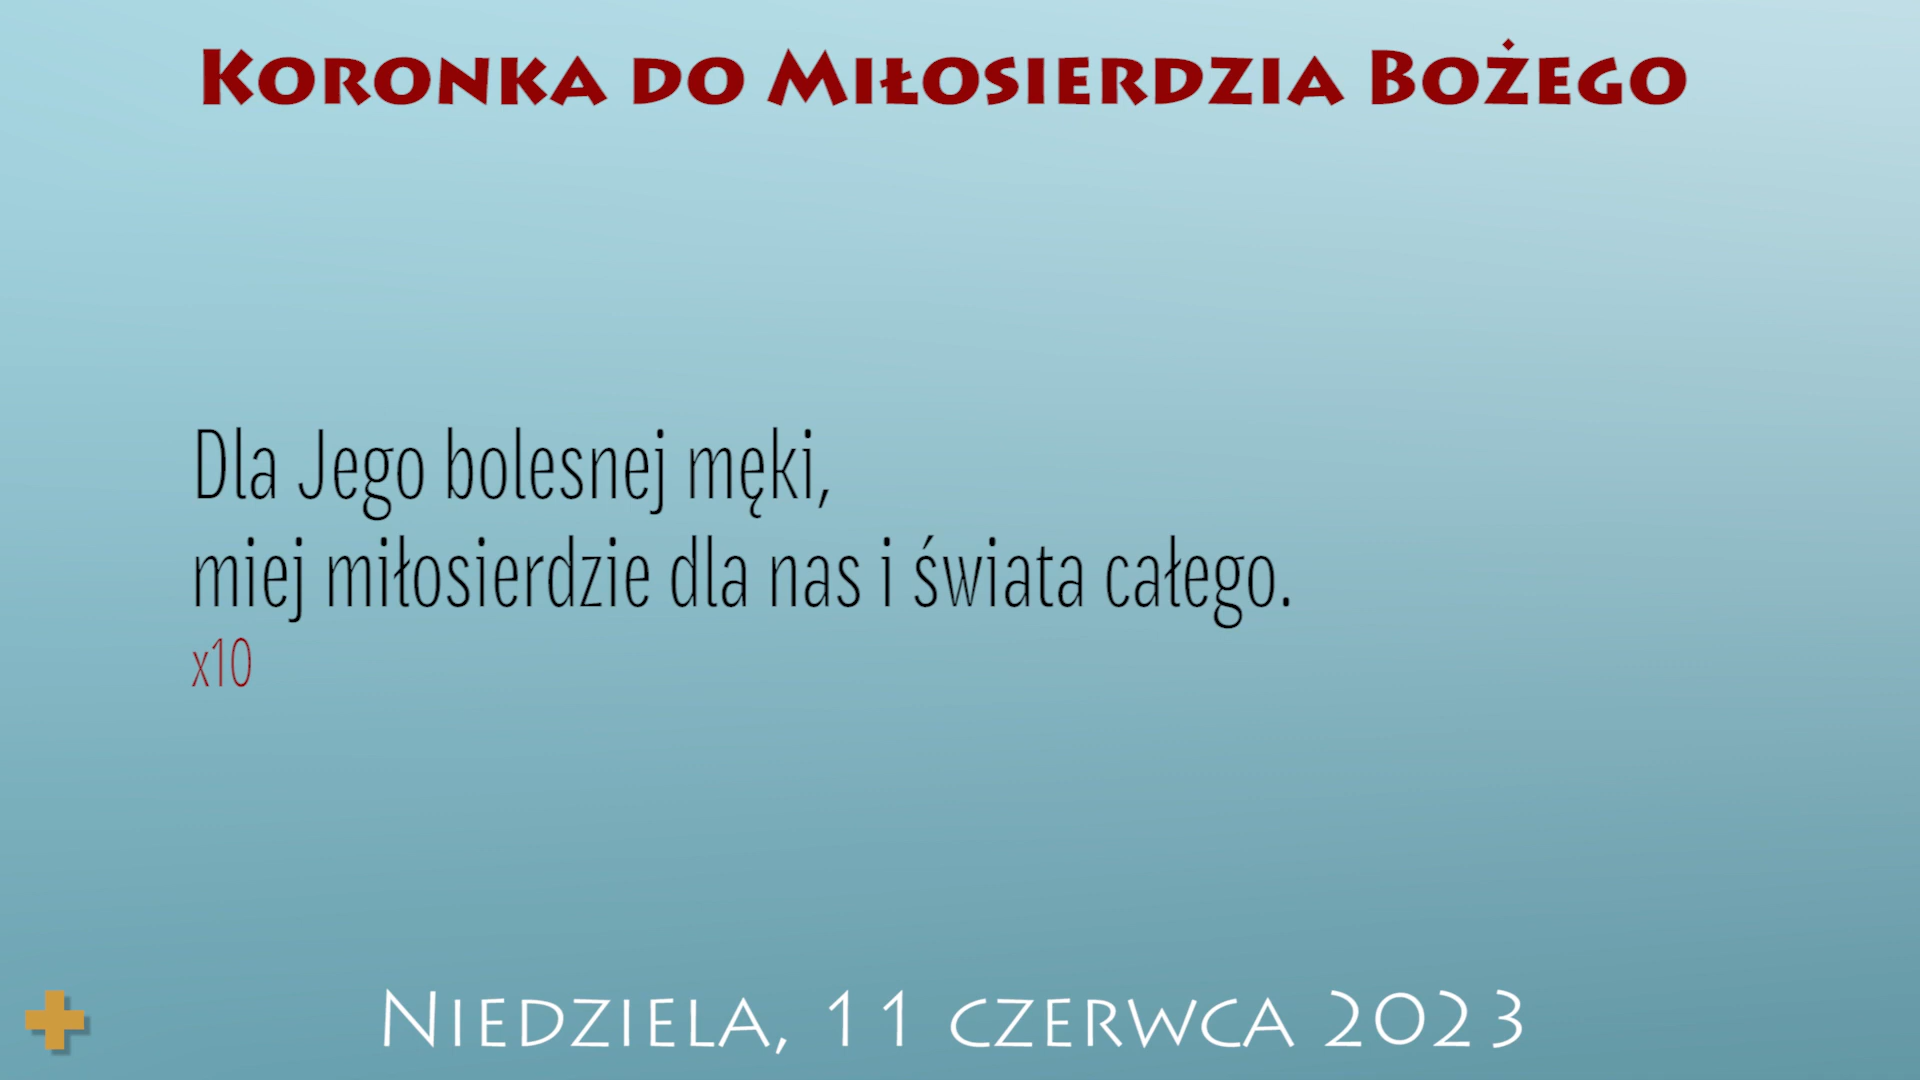 Koronka do Miłosierdzia Bożego
Dla Jego bolesnej męki,
miej miłosierdzie dla nas i świata całego.
x10
Niedziela, 11 czerwca 2023